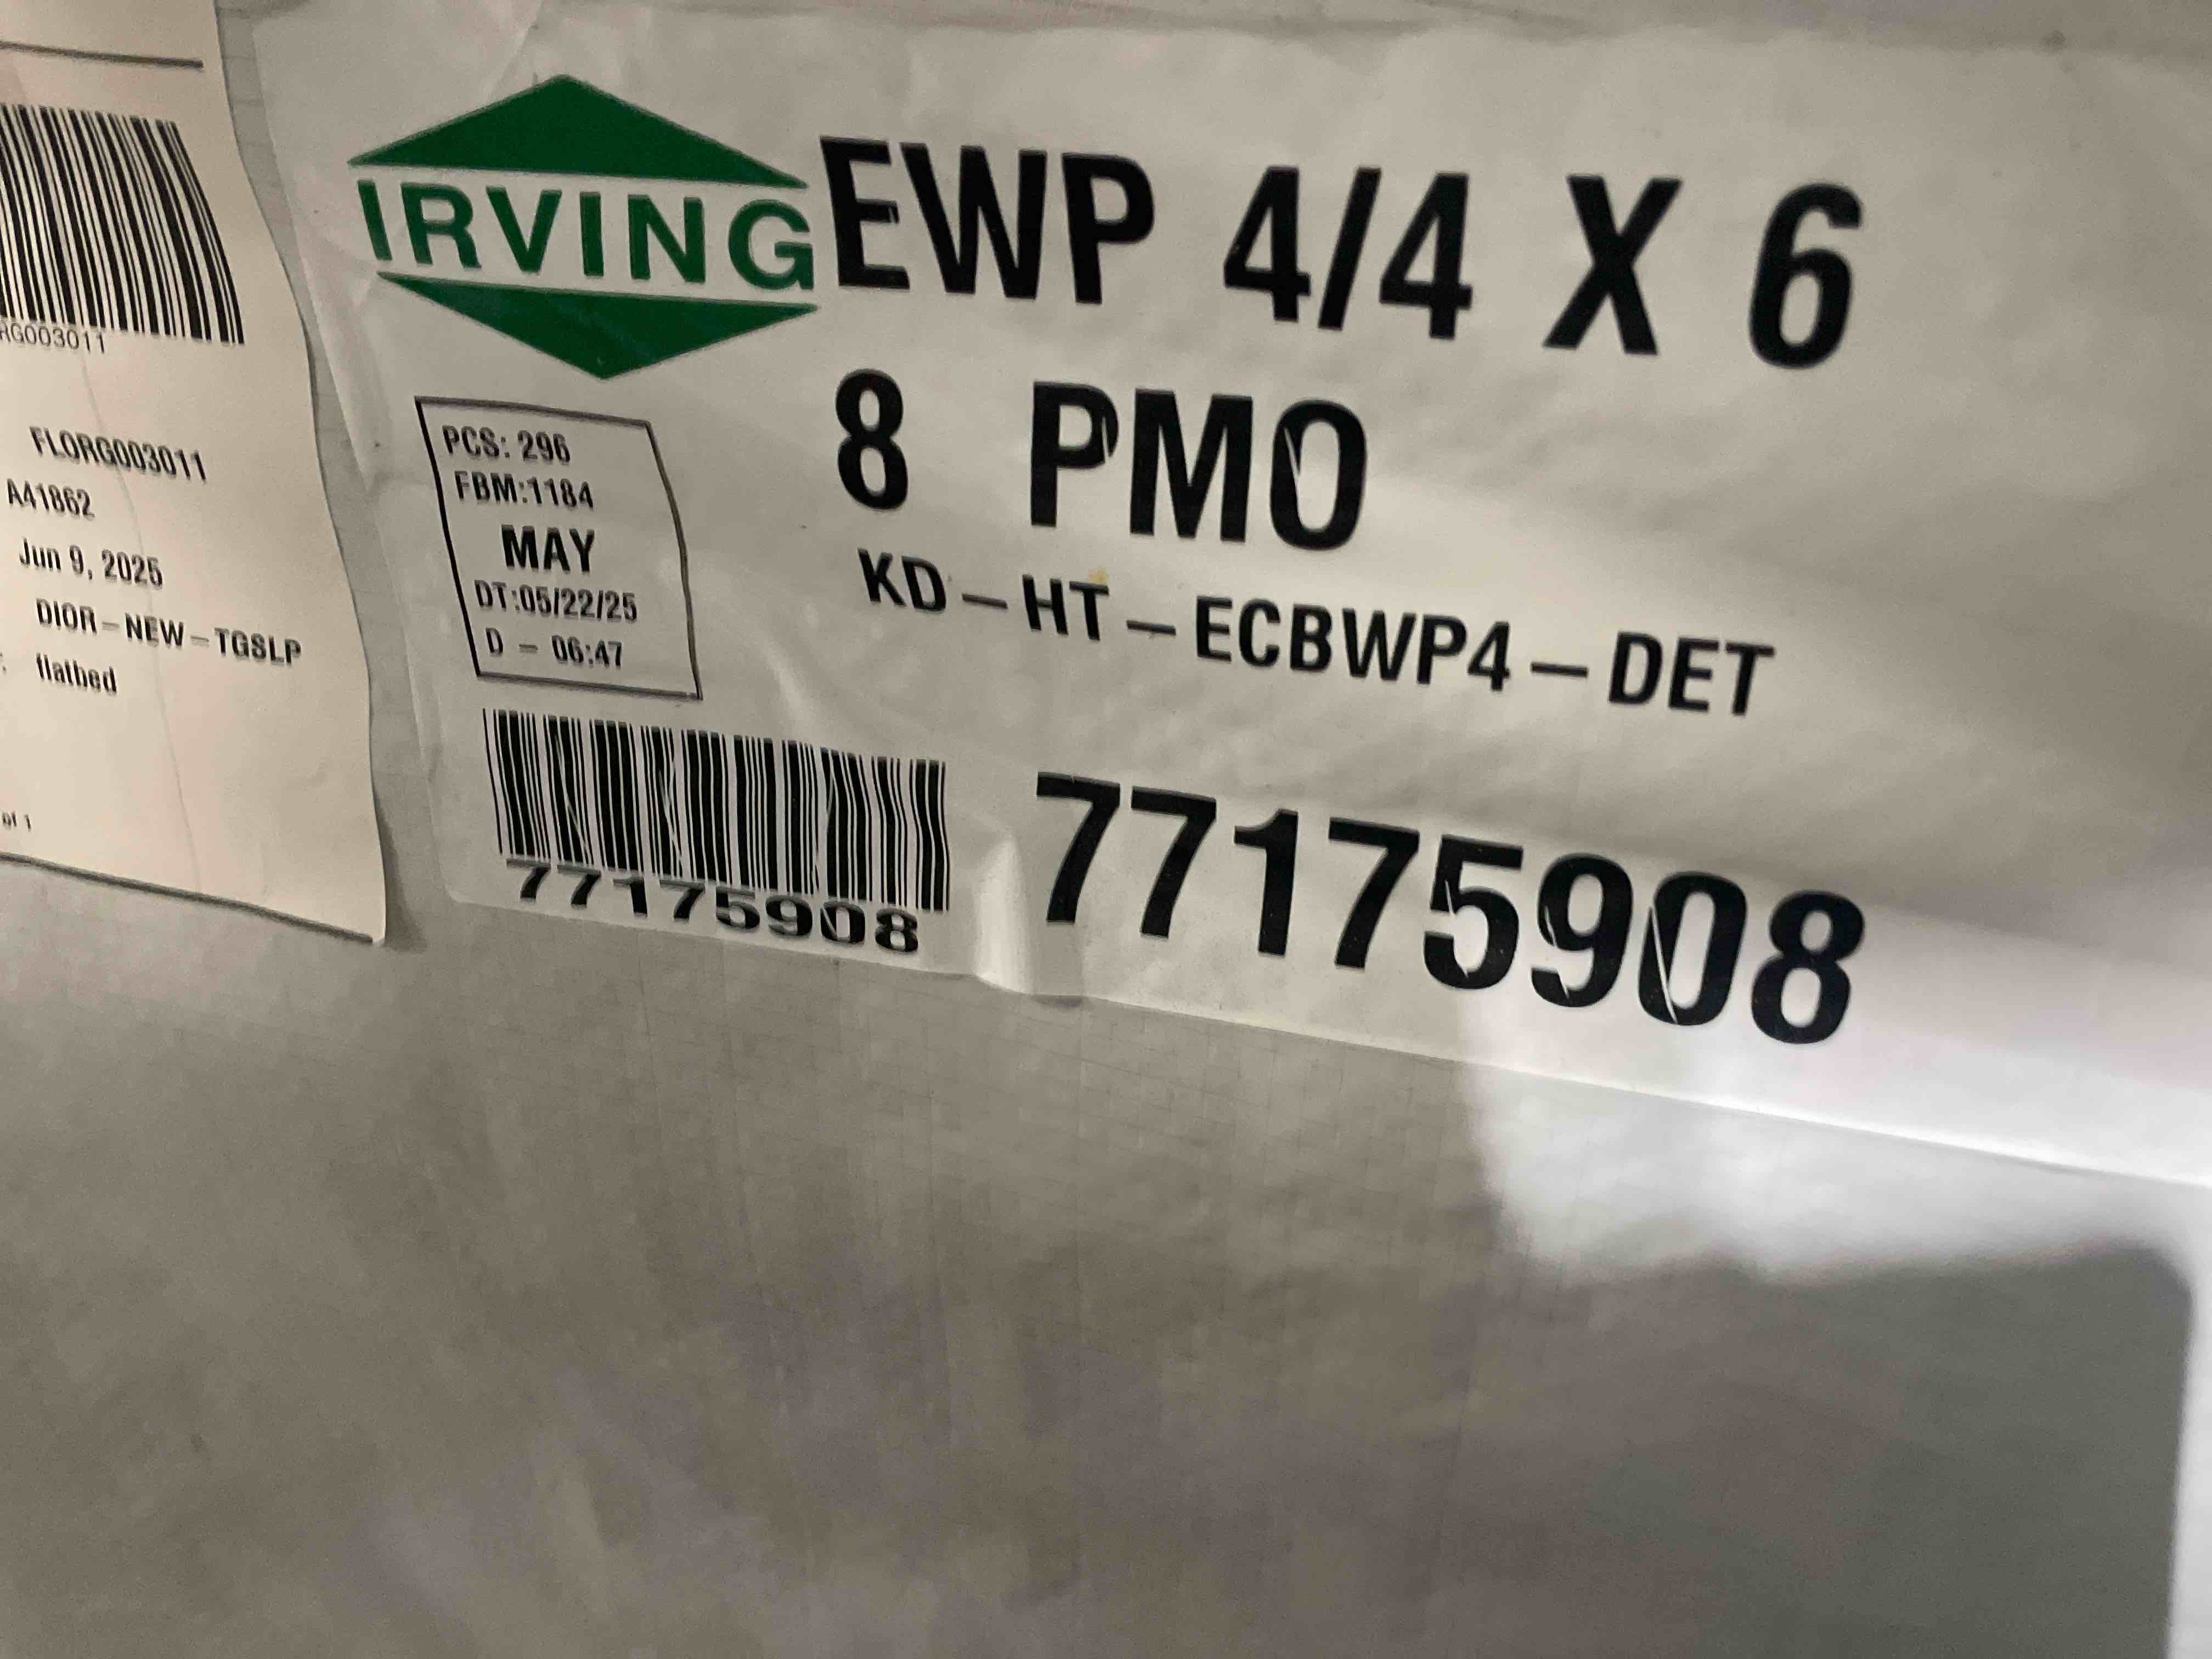 RG003011
FLORG003011
A41862
Jun 9, 2025
DIOR-NEW-TGSLP
flatbed
of 1
IRVING
EWP 4/4 X 6
8 PMO
KD-HT-ECBWP4-DET
PCS: 296
FBM:1184
MAY
DT:05/22/25
D - 06:47
77175908
77175908